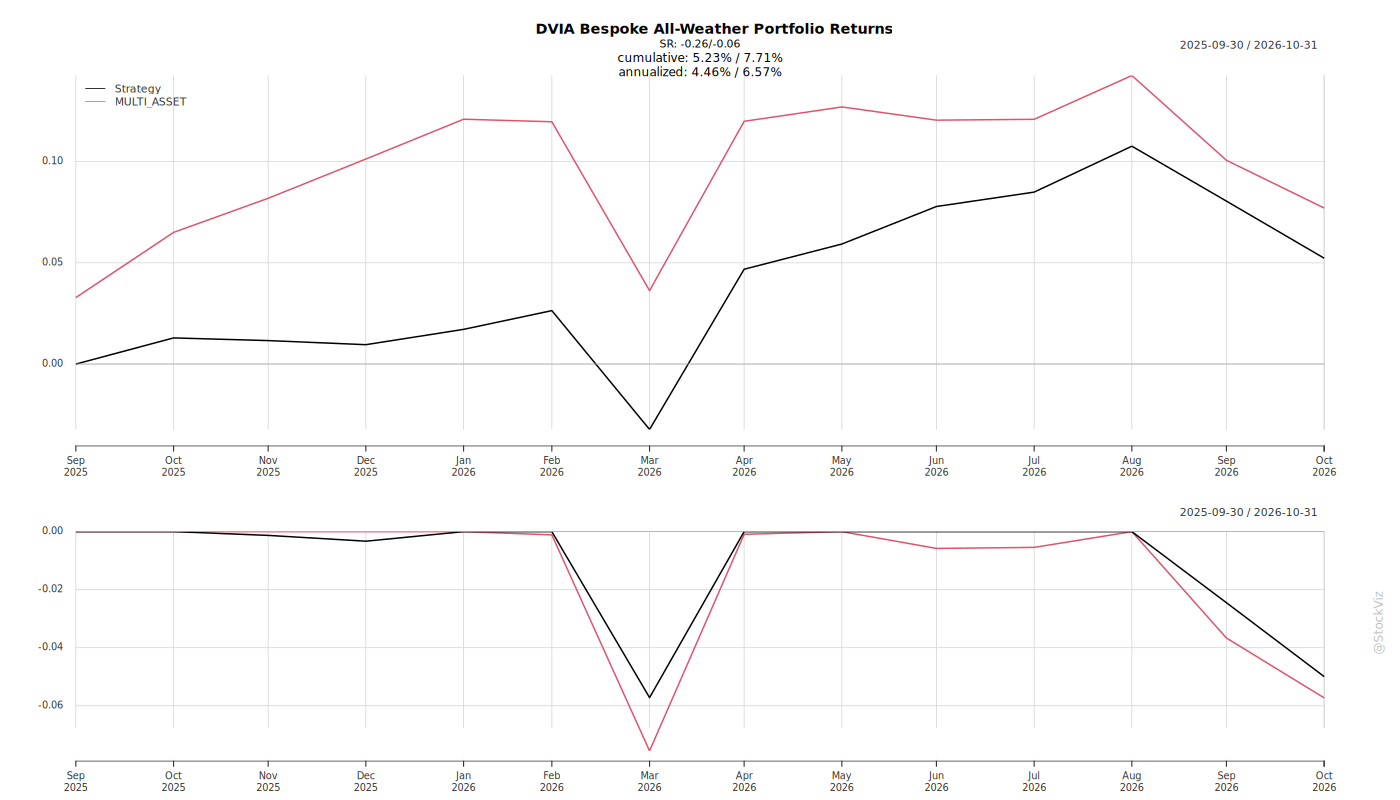 DVIA Bespoke All-Weather Portfolio Returns
SR: -0.26/-0.06
cumulative: 5.23% / 7.71%
annualized: 4.46% / 6.57%
2025-09-30 / 2026-10-31
Strategy
MULTI_ASSET
0.10
0.05
0.00
Sep Oct Nov Dec Jan Feb Mar Apr May Jun Jul Aug Sep Oct
2025 2025 2025 2025 2026 2026 2026 2026 2026 2026 2026 2026 2026 2026
2025-09-30 / 2026-10-31
0.00
-0.02
-0.04
-0.06
Sep Oct Nov Dec Jan Feb Mar Apr May Jun Jul Aug Sep Oct
2025 2025 2025 2025 2026 2026 2026 2026 2026 2026 2026 2026 2026 2026
@StockViz